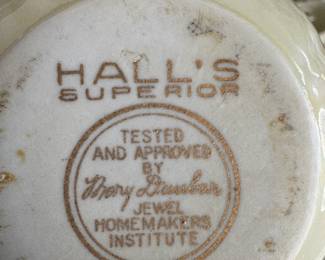 HALL'S
SUPERIOR
TESTED
AND APPROVED
BY
Mary Dunbar
JEWEL
HOMEMAKERS
INSTITUTE